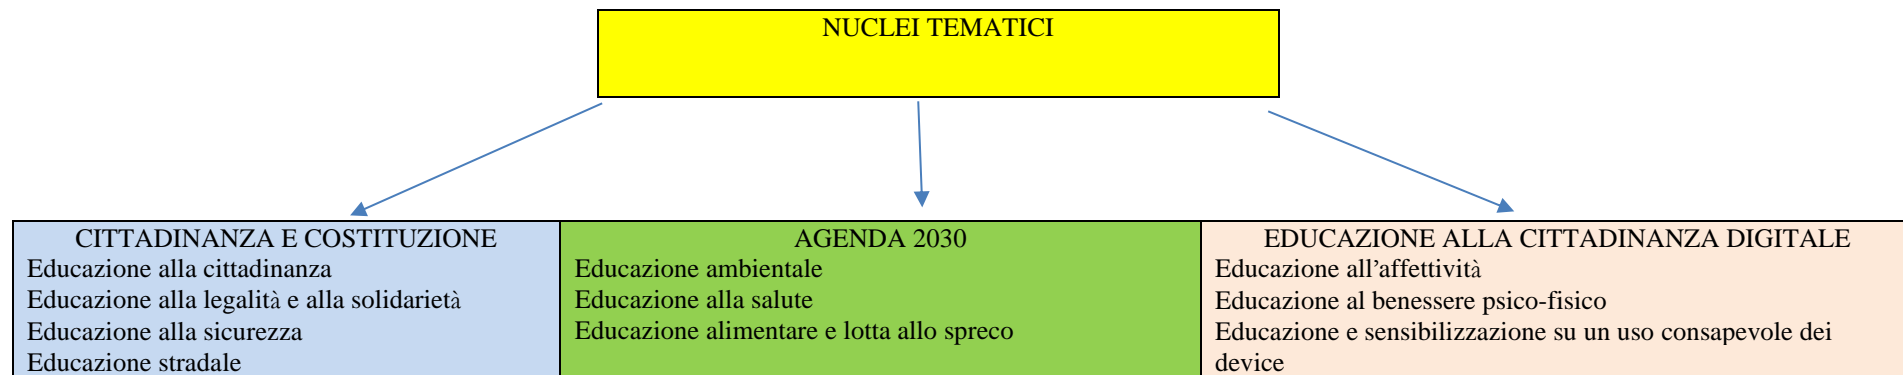 NUCLEI TEMATICI
CITTADINANZA E COSTITUZIONE
Educazione alla cittadinanza
Educazione alla legalità e alla solidarietà
Educazione alla sicurezza
Educazione stradale
AGENDA 2030
Educazione ambientale
Educazione alla salute
Educazione alimentare e lotta allo spreco
EDUCAZIONE ALLA CITTADINANZA DIGITALE
Educazione all’affettività
Educazione al benessere psico-fisico
Educazione e sensibilizzazione su un uso consapevole dei
device